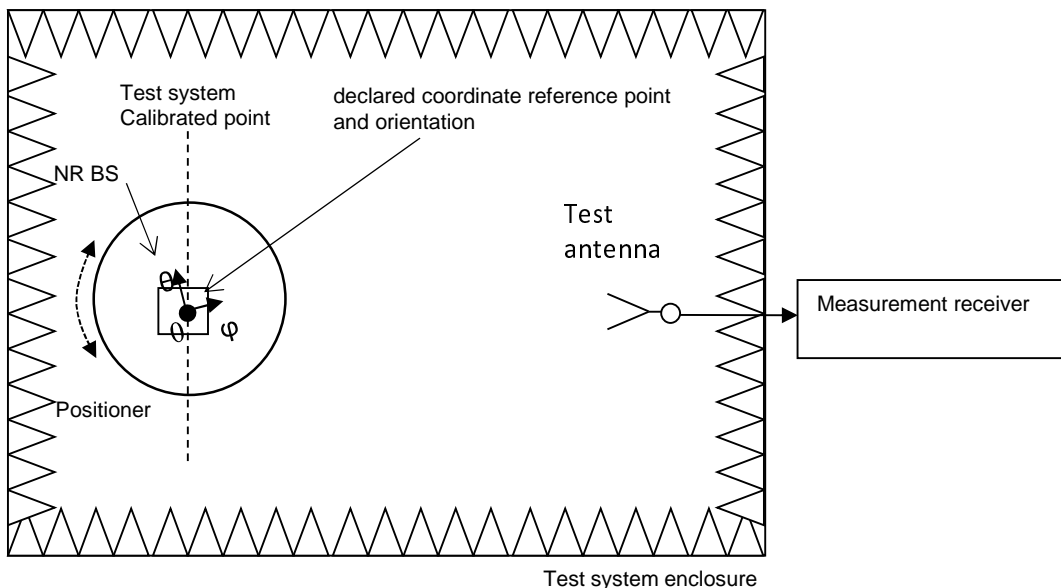 Test system
Calibrated point
declared coordinate reference point
and orientation
NR BS
Test
antenna
θ
θ
φ
Measurement receiver
Positioner
Test system enclosure